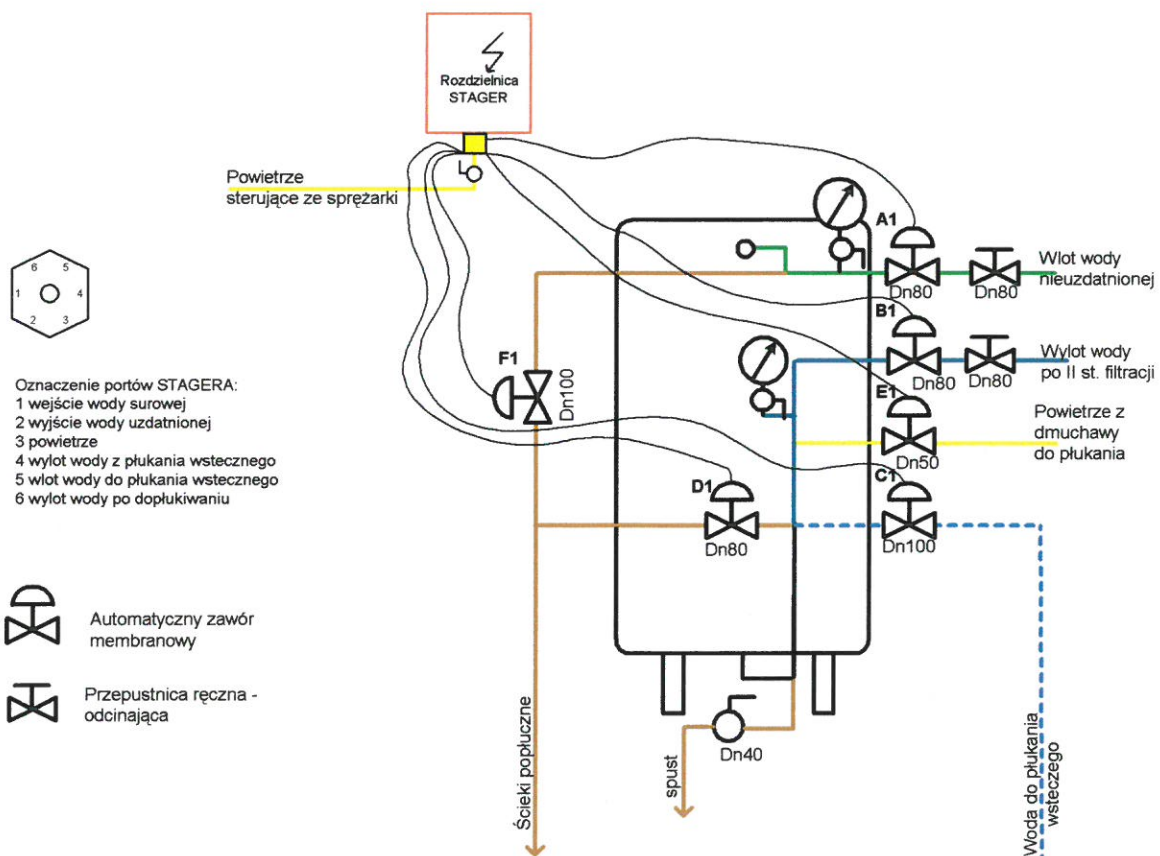 Rozdzielnica
STAGER
Powietrze
sterujące ze sprężarki
A1
Dn80
Dn80
Wlot wody
nieuzdatnionej
B1
Dn80
Dn80
Wylot wody
po II st. filtracji
E1
Dn50
Powietrze z
dmuchawy
do płukania
C1
Dn100
F1
Dn100
D1
Dn80
6 5
1 4
2 3
Oznaczenie portów STAGERA:
1 wejście wody surowej
2 wyjście wody uzdatnionej
3 powietrze
4 wylot wody z płukania wstecznego
5 wlot wody do płukania wstecznego
6 wylot wody po dopłukiwaniu
Automatyczny zawór
membranowy
Przepustnica ręczna -
odcinająca
Ścieki popłuczne
spust
Dn40
Woda do płukania
wsteczego